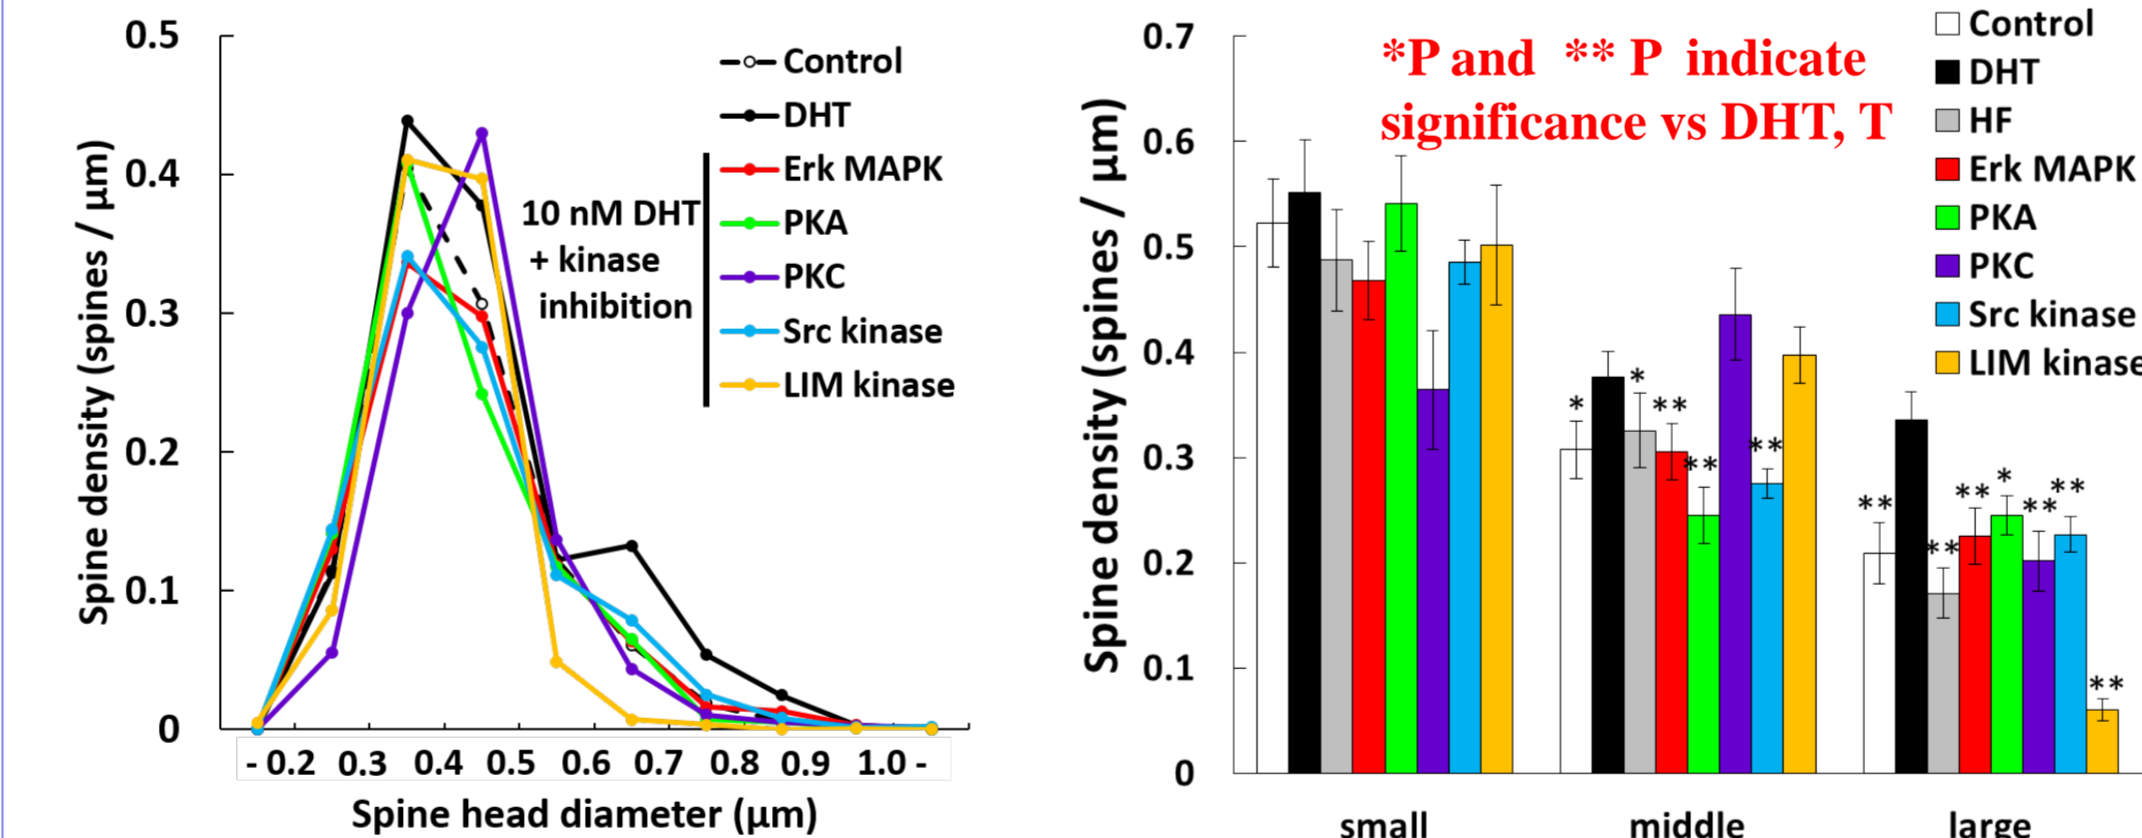 Spine density (spines / μm)
0.5
0.4
0.3
0.2
0.1
0
- 0.2 0.3 0.4 0.5 0.6 0.7 0.8 0.9 1.0 -
Spine head diameter (μm)
Control
DHT
Erk MAPK
PKA
PKC
Src kinase
LIM kinase
10 nM DHT
+ kinase
inhibition
Spine density (spines / μm)
0.7
0.6
0.5
0.4
0.3
0.2
0.1
0
*P and ** P indicate
significance vs DHT, T
Control
DHT
HF
Erk MAPK
PKA
PKC
Src kinase
LIM kinase
* * ** ** **
** ** ** * ** ** **
small middle large